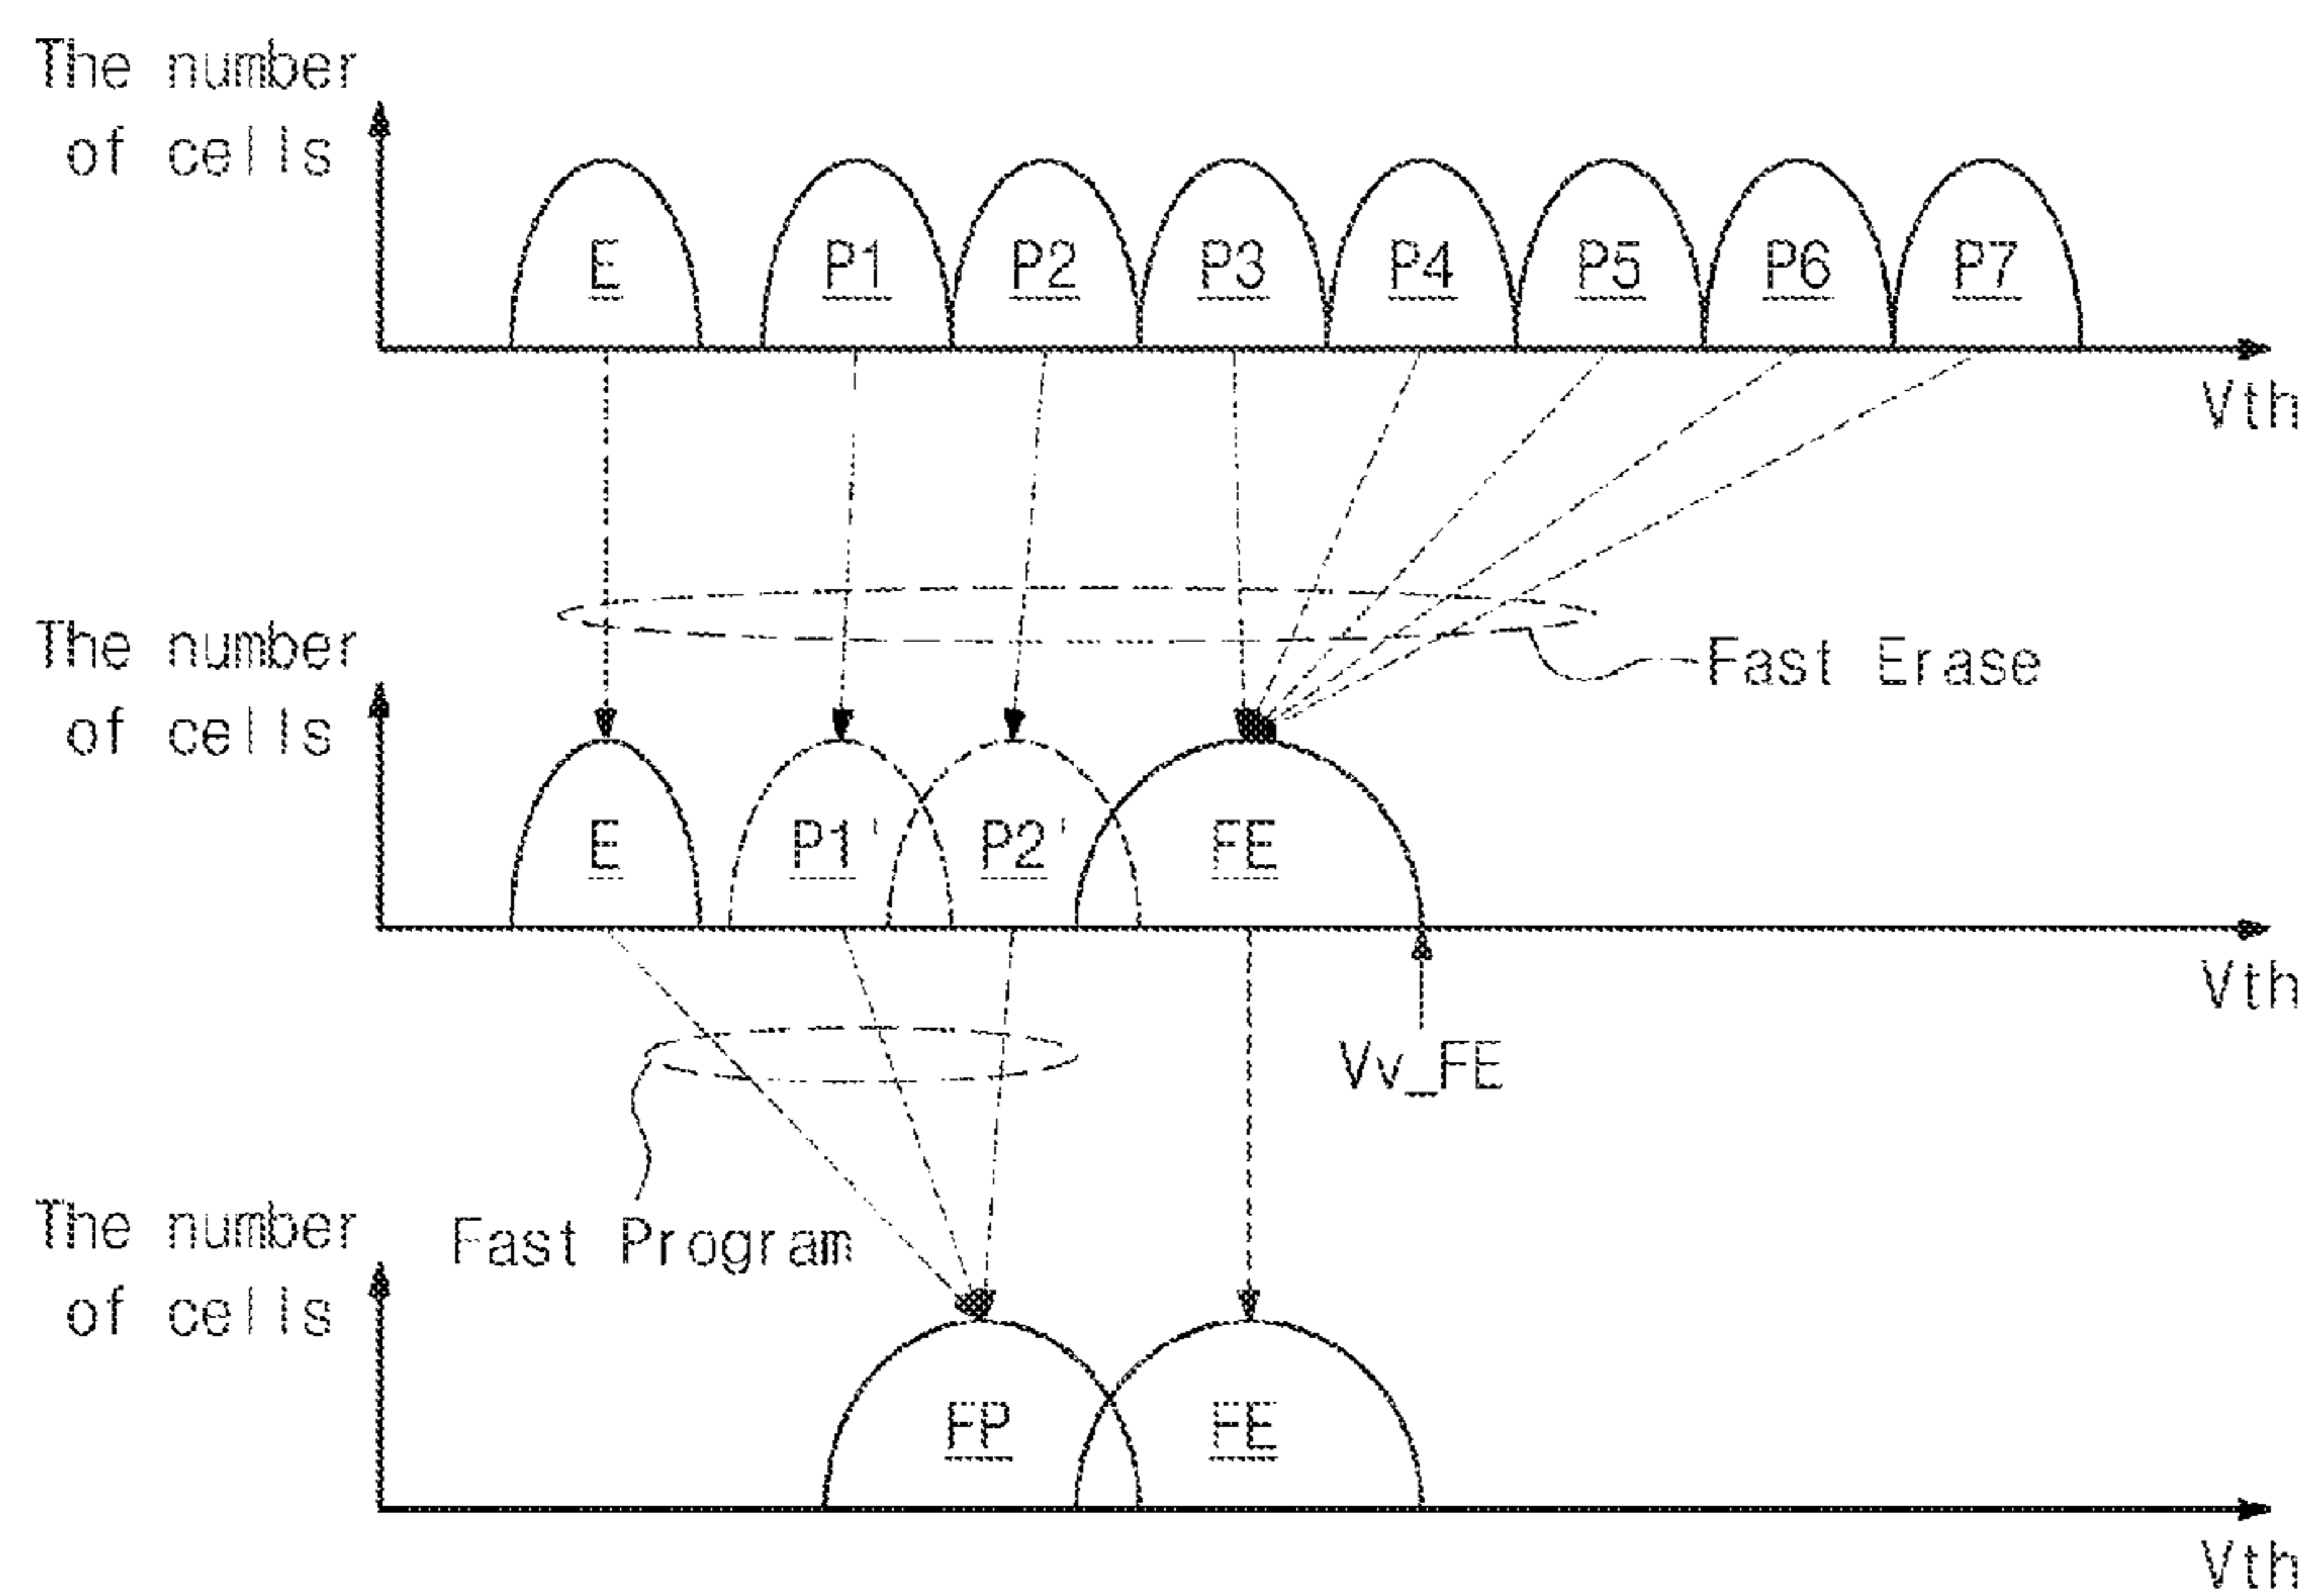 The number
of cells
E P1 P2 P3 P4 P5 P6 P7
Vth
The number
of cells
Fast Erase
E P1' P2' FE
Vth
Vv_FE
The number
of cells
Fast Program
FP FE
Vth